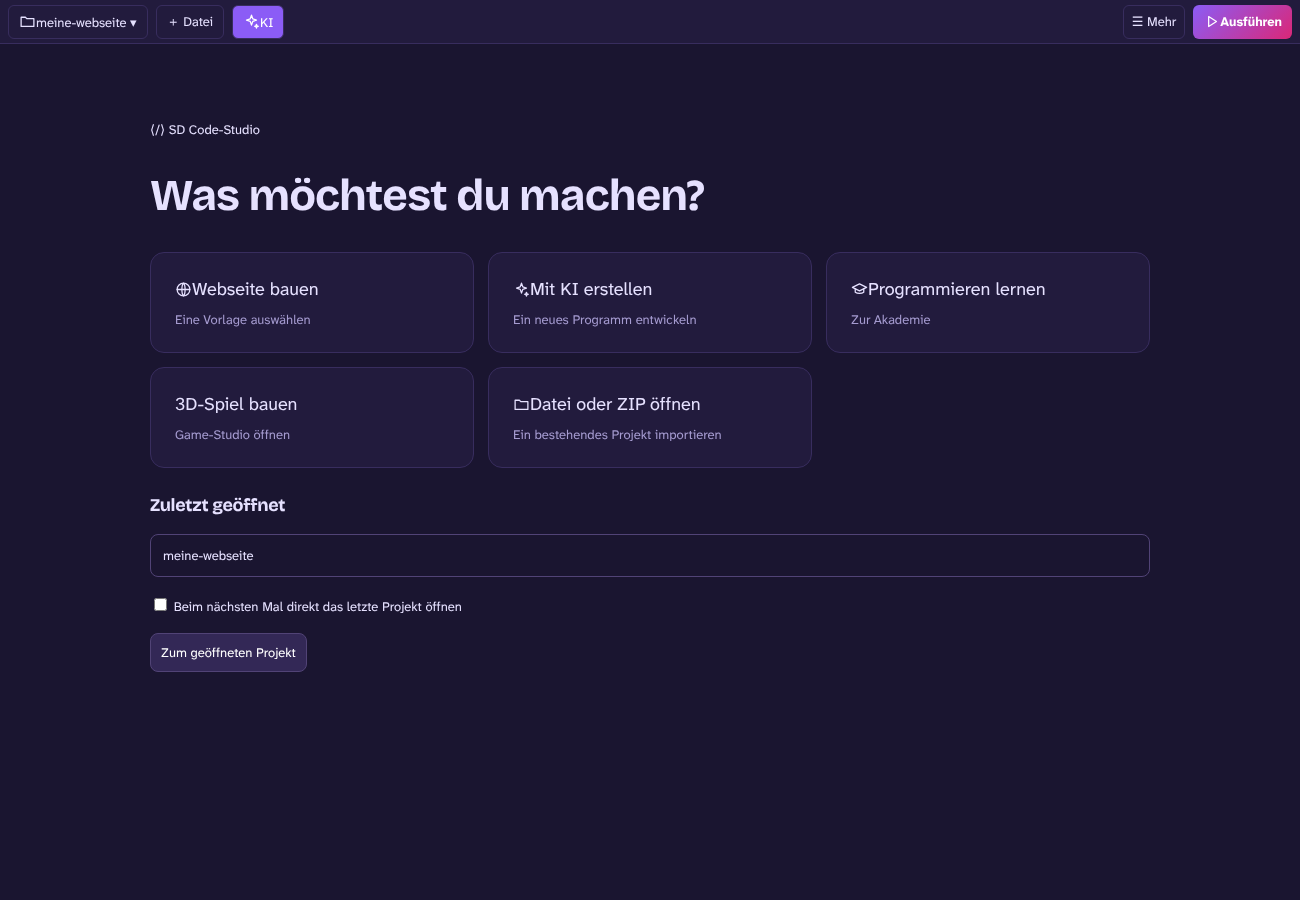 meine-webseite ▾ + Datei KI ☰ Mehr Ausführen
⟨/⟩ SD Code-Studio
Was möchtest du machen?
Webseite bauen
Eine Vorlage auswählen
Mit KI erstellen
Ein neues Programm entwickeln
Programmieren lernen
Zur Akademie
3D-Spiel bauen
Game-Studio öffnen
Datei oder ZIP öffnen
Ein bestehendes Projekt importieren
Zuletzt geöffnet
meine-webseite
Beim nächsten Mal direkt das letzte Projekt öffnen
Zum geöffneten Projekt